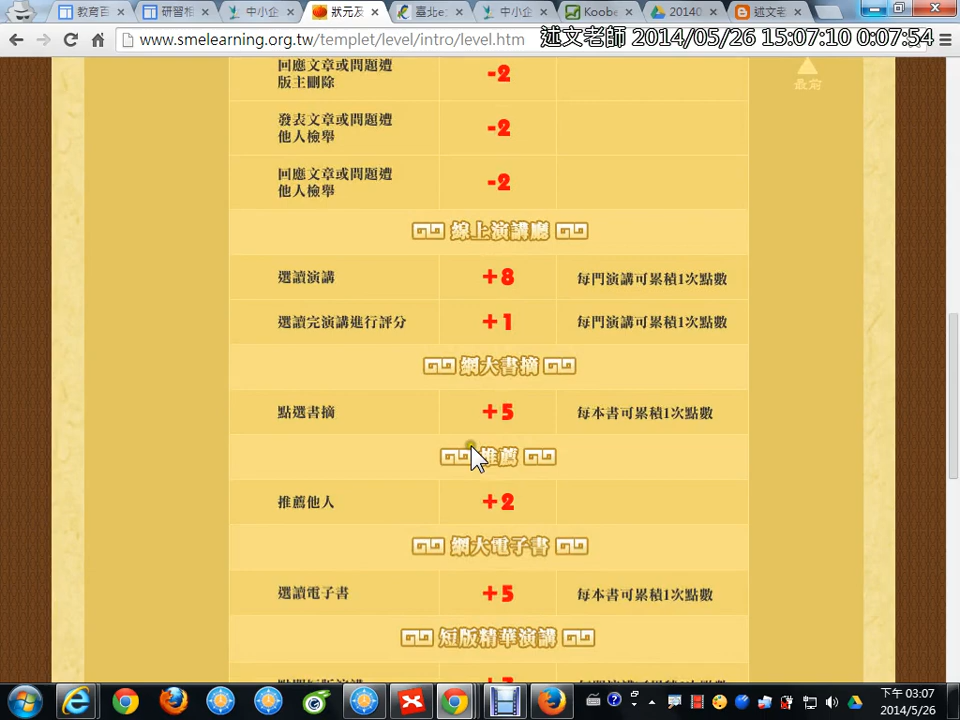 教育百
研習相
中小企
狀元及
臺北e
中小企
Koobe
20140
述文老
www.smelearning.org.tw/templet/level/intro/level.htm
述文老師 2014/05/26 15:07:10 0:07:54
最前
回應文章或問題遭
版主刪除
-2
發表文章或問題遭
他人檢舉
-2
回應文章或問題遭
他人檢舉
-2
線上演講廳
選讀演講
+8
每門演講可累積1次點數
選讀完演講進行評分
+1
每門演講可累積1次點數
網大書摘
點選書摘
+5
每本書可累積1次點數
推薦
推薦他人
+2
網大電子書
選讀電子書
+5
每本書可累積1次點數
短版精華演講
下午 03:07
2014/5/26